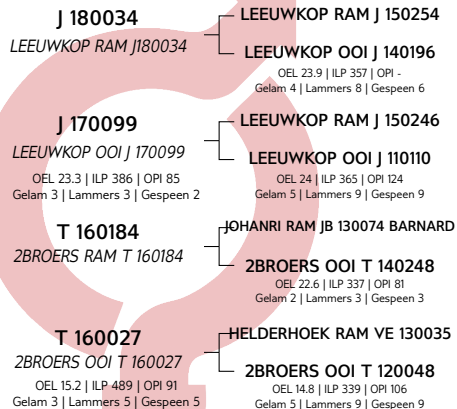 J 180034
LEEUWKOP RAM J180034
LEEUWKOP RAM J 150254
LEEUWKOP OOI J 140196
OEL 23.9 | ILP 357 | OPI -
Gelam 4 | Lammers 8 | Gespeen 6
J 170099
LEEUWKOP OOI J 170099
OEL 23.3 | ILP 386 | OPI 85
Gelam 3 | Lammers 3 | Gespeen 2
LEEUWKOP RAM J 150246
LEEUWKOP OOI J 110110
OEL 24 | ILP 365 | OPI 124
Gelam 5 | Lammers 9 | Gespeen 9
T 160184
2BROERS RAM T 160184
JOHANRI RAM JB 130074 BARNARD
2BROERS OOI T 140248
OEL 22.6 | ILP 337 | OPI 81
Gelam 2 | Lammers 3 | Gespeen 3
T 160027
2BROERS OOI T 160027
OEL 15.2 | ILP 489 | OPI 91
Gelam 3 | Lammers 5 | Gespeen 5
HELDERHOEK RAM VE 130035
2BROERS OOI T 120048
OEL 14.8 | ILP 339 | OPI 106
Gelam 5 | Lammers 9 | Gespeen 9